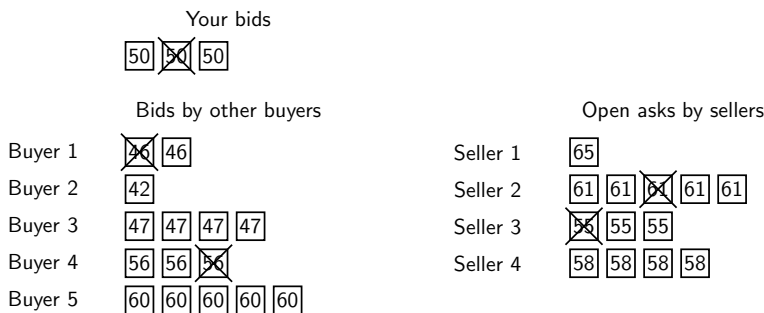 Your bids
50 50 50
Bids by other buyers
Open asks by sellers
Buyer 1 46 46
Seller 1 65
Buyer 2 42
Seller 2 61 61 61 61 61
Buyer 3 47 47 47 47
Seller 3 55 55 55
Buyer 4 56 56 56
Seller 4 58 58 58 58
Buyer 5 60 60 60 60 60